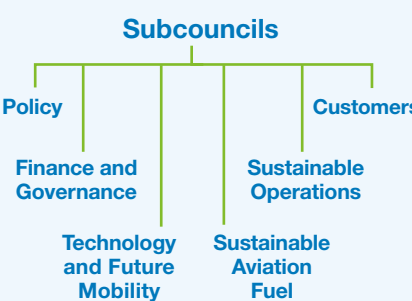 Subcouncils
Policy
Customers
Finance and
Governance
Sustainable
Operations
Technology
and Future
Mobility
Sustainable
Aviation
Fuel